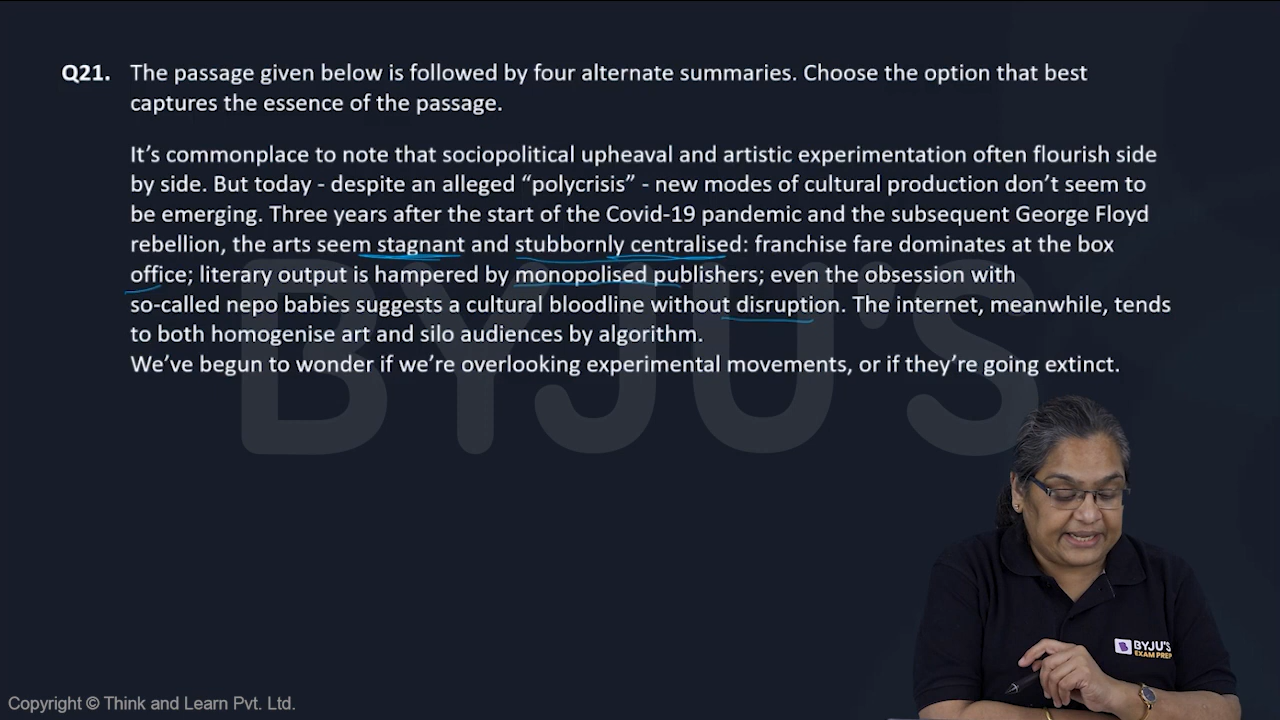 Q21. The passage given below is followed by four alternate summaries. Choose the option that best
captures the essence of the passage.
It's commonplace to note that sociopolitical upheaval and artistic experimentation often flourish side
by side. But today - despite an alleged “polycrisis” - new modes of cultural production don't seem to
be emerging. Three years after the start of the Covid-19 pandemic and the subsequent George Floyd
rebellion, the arts seem stagnant and stubbornly centralised: franchise fare dominates at the box
office; literary output is hampered by monopolised publishers; even the obsession with
so-called nepo babies suggests a cultural bloodline without disruption. The internet, meanwhile, tends
to both homogenise art and silo audiences by algorithm.
We've begun to wonder if we're overlooking experimental movements, or if they're going extinct.
BYJU'S
BYJU'S
EXAM PREP
Copyright © Think and Learn Pvt. Ltd.